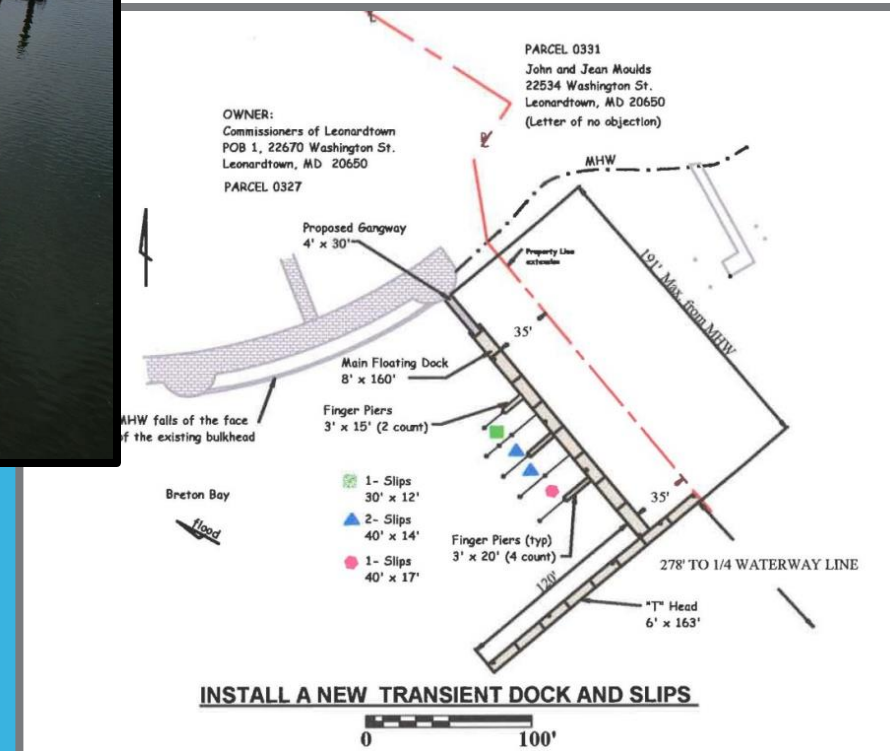 PARCEL 0331
John and Jean Moulds
22534 Washington St.
Leonardtown, MD 20650
(Letter of no objection)
OWNER:
Commissioners of Leonardtown
POB 1, 22670 Washington St.
Leonardtown, MD 20650
PARCEL 0327
MHW
Proposed Gangway
4' x 30'
Property Line
extension
191' Max. from MHW
35'
Main Floating Dock
8' x 160'
Finger Piers
3' x 15' (2 count)
MHW falls of the face
of the existing bulkhead
1- Slips
30' x 12'
Breton Bay
flood
2- Slips
40' x 14'
1- Slips
40' x 17'
35'
Finger Piers (typ)
3' x 20' (4 count)
278' TO 1/4 WATERWAY LINE
120'
"T" Head
6' x 163'
INSTALL A NEW TRANSIENT DOCK AND SLIPS
0 100'